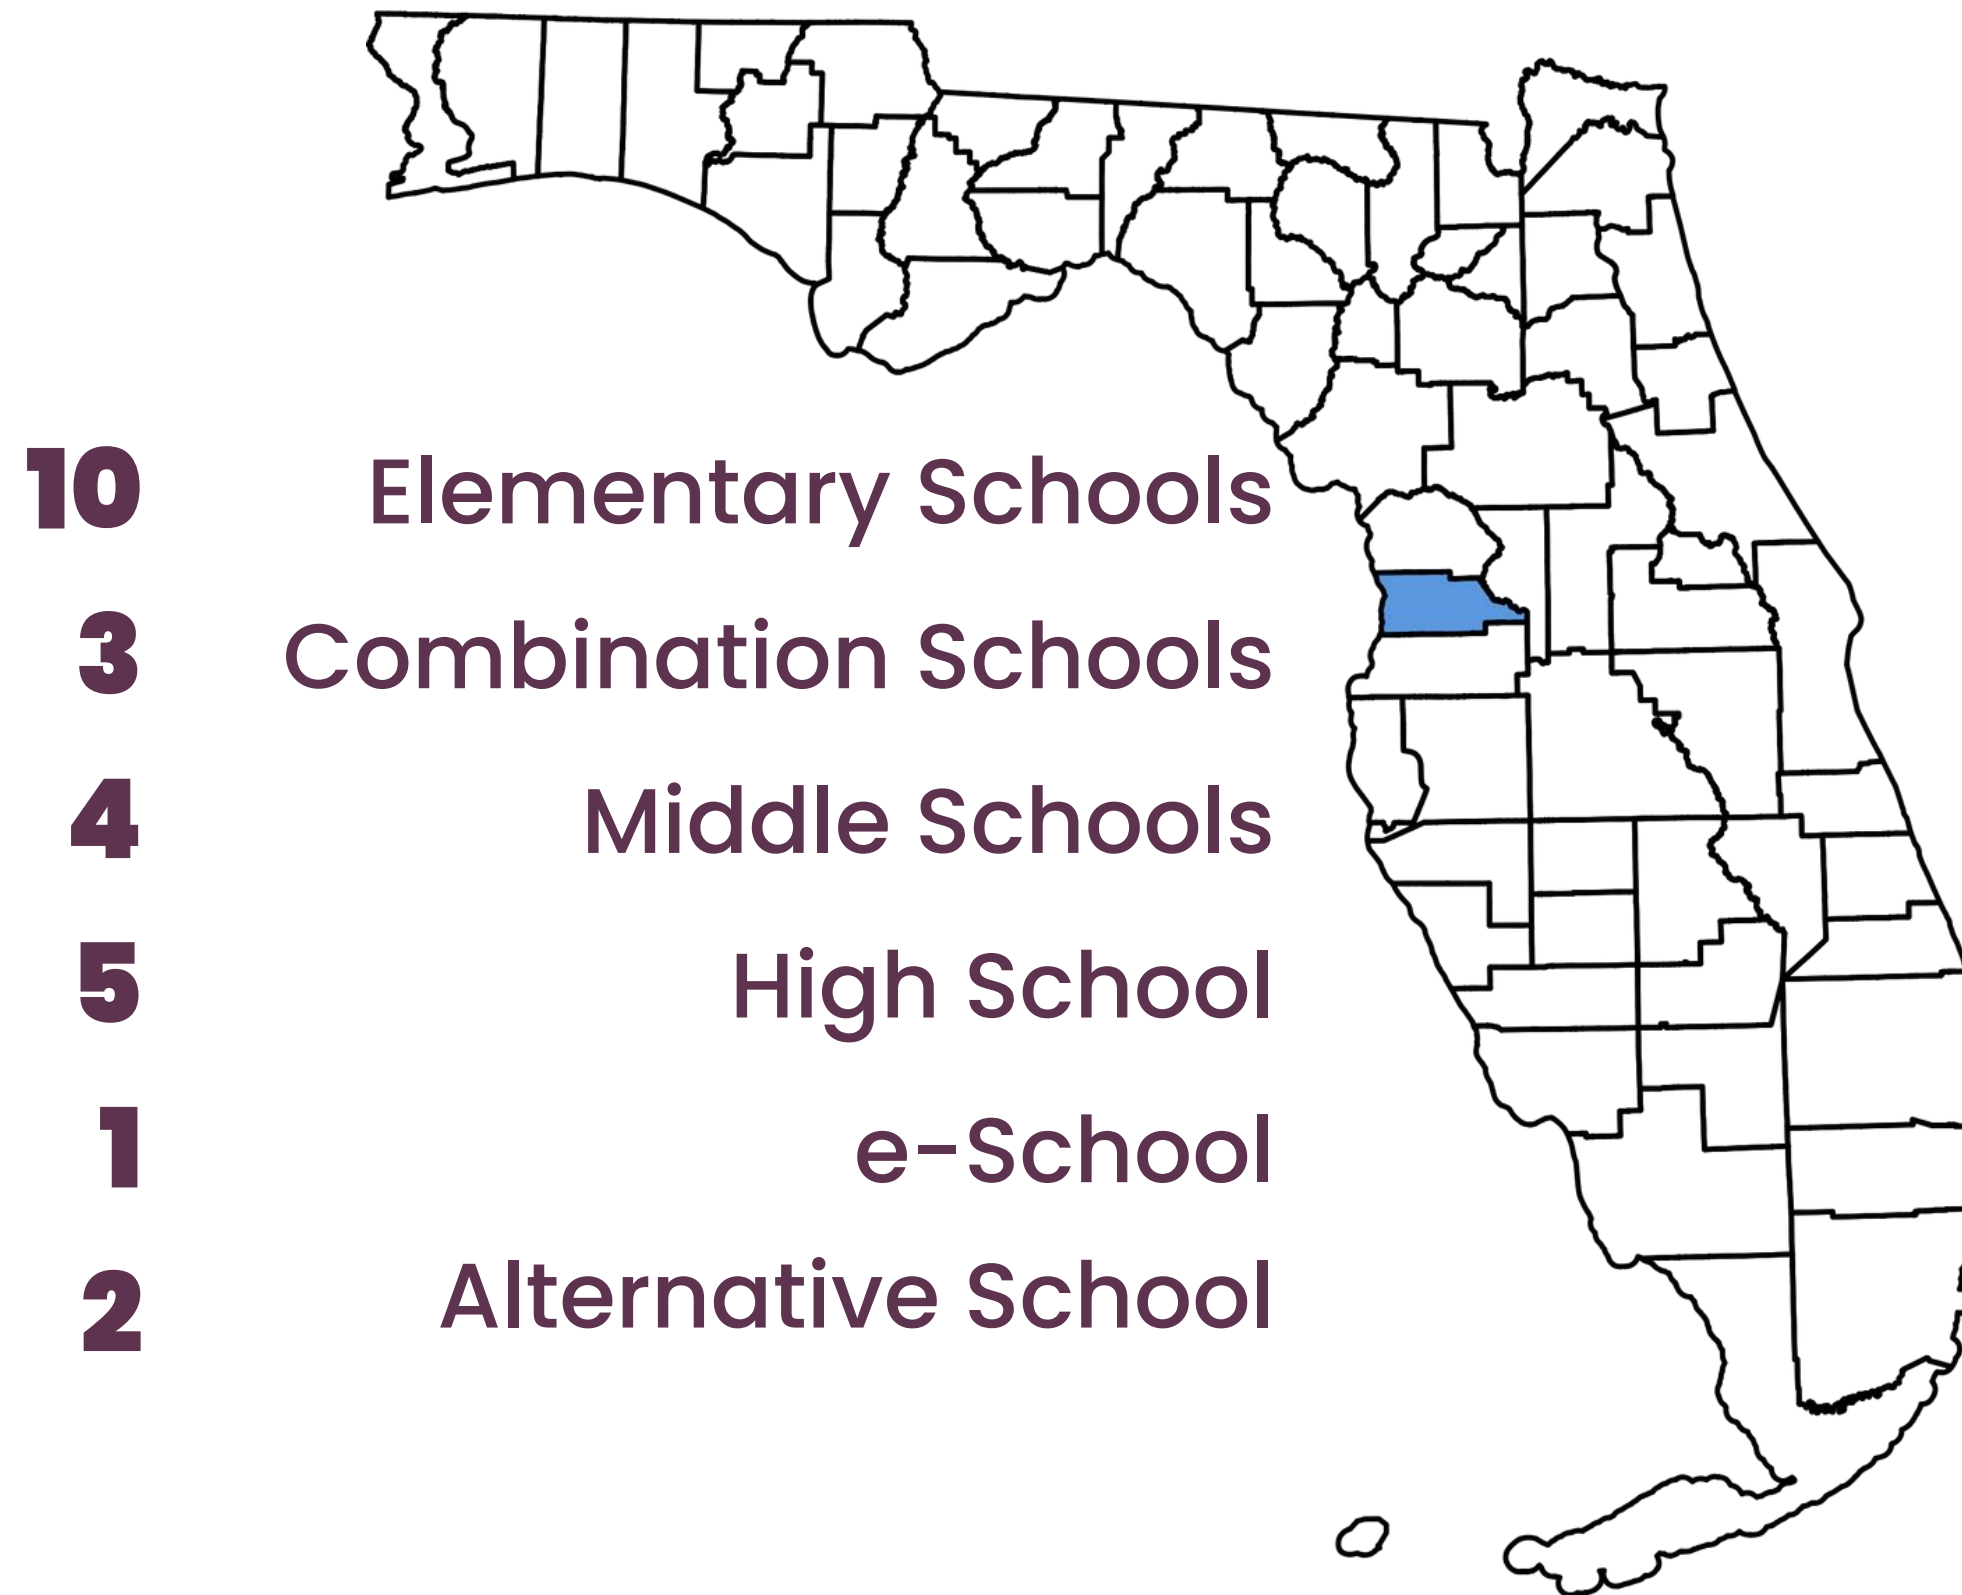 10 Elementary Schools
3 Combination Schools
4 Middle Schools
5 High School
1 e-School
2 Alternative School